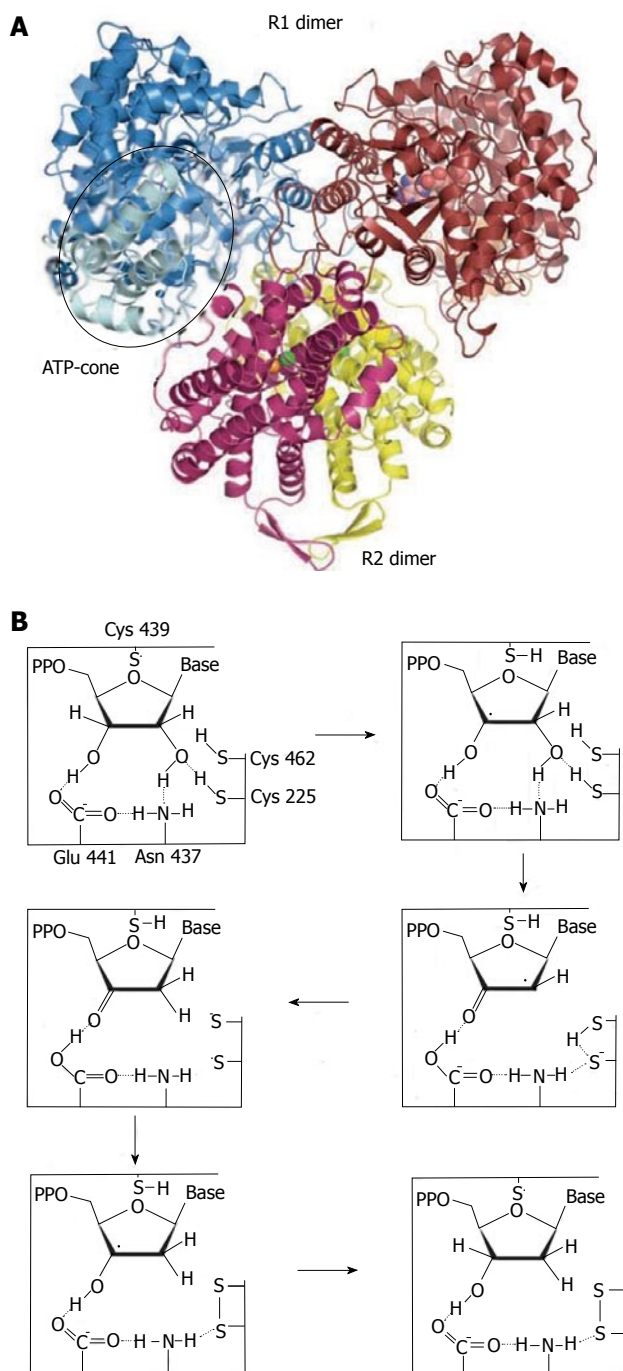 A
R1 dimer
ATP-cone
R2 dimer
B
Cys 439
S·
PPO
O
Base
H
H
H
S
Cys 462
O
O
H
H
H
S
Cys 225
O
C
-
O
H
N
H
Glu 441
Asn 437
S-H
PPO
O
Base
·
H
H
S
O
O
H
H
H
S
O
C
-
O
H
N
H
S-H
PPO
O
Base
H
H
Ṡ
O
H
O
C
-
O
H
N
H
Ṡ
S-H
PPO
O
Base
·
H
O
H
S
H
S-
O
C
-
O
H
N
H
S-H
PPO
O
Base
·
H
H
O
H
S
S
O
C
-
O
H
N
H
S·
PPO
O
Base
H
H
H
O
H
S
S
O
C
-
O
H
N
H